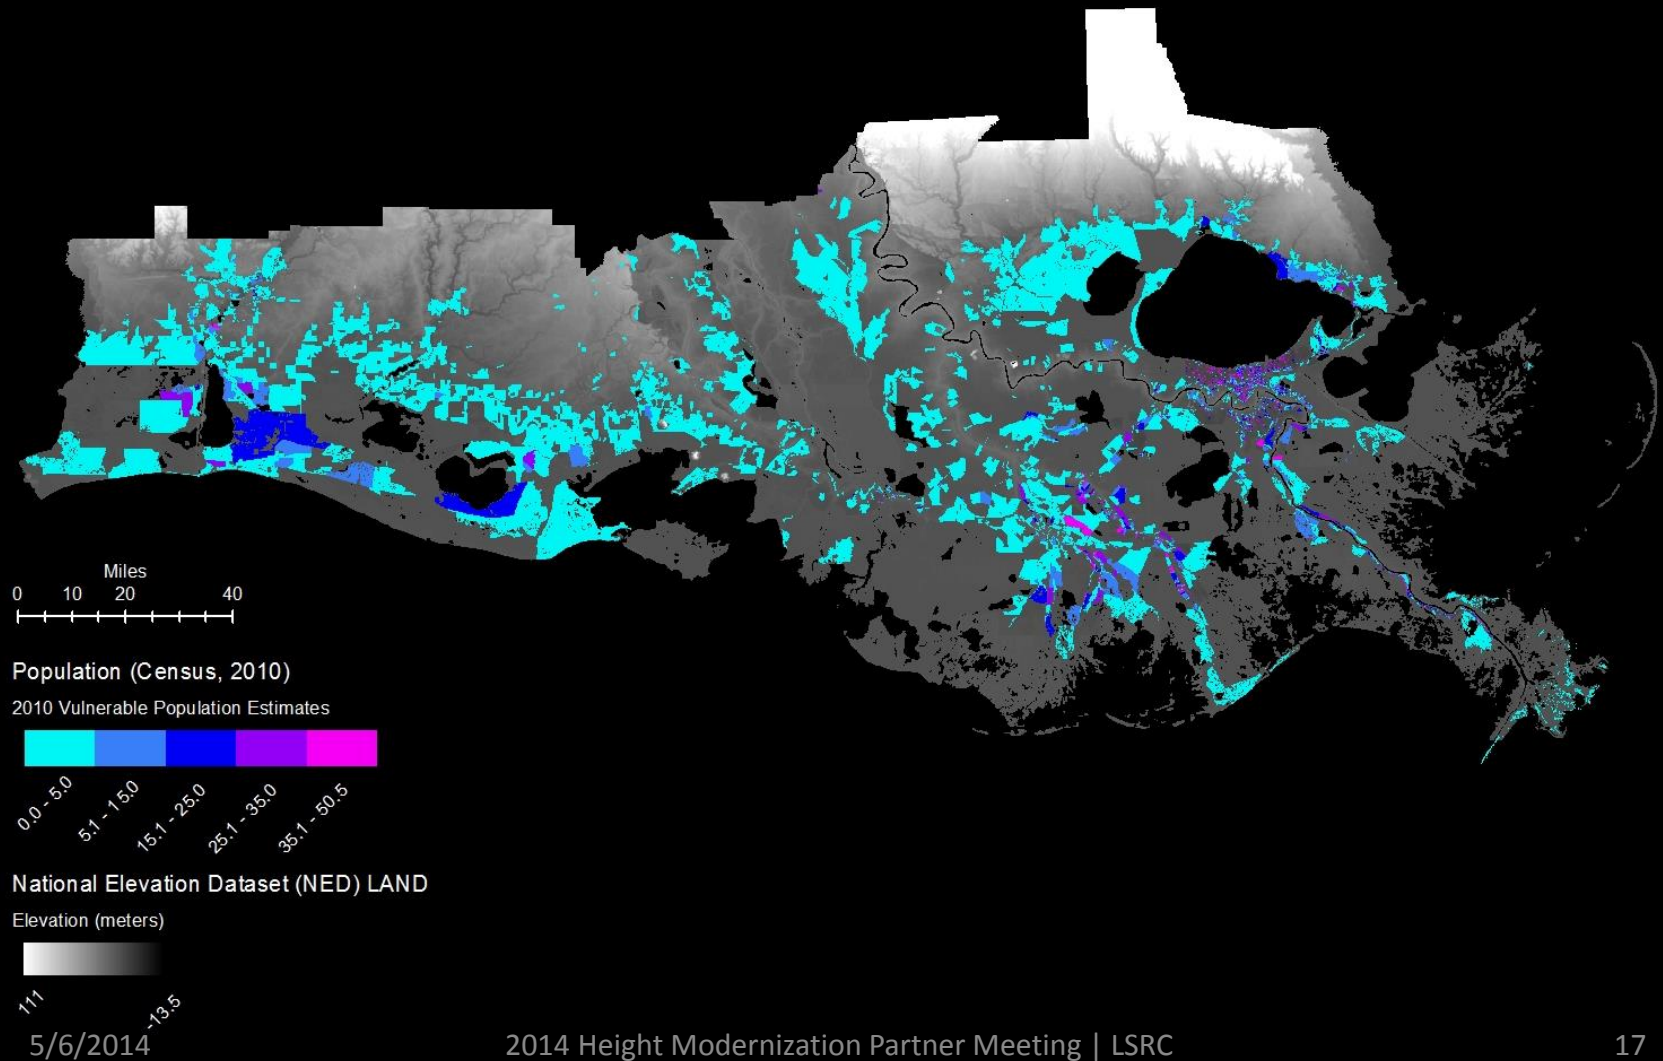 Miles
0 10 20 40
Population (Census, 2010)
2010 Vulnerable Population Estimates
0.0 - 5.0
5.1 - 15.0
15.1 - 25.0
25.1 - 35.0
35.1 - 50.5
National Elevation Dataset (NED) LAND
Elevation (meters)
111
-13.5
5/6/2014
2014 Height Modernization Partner Meeting | LSRC
17